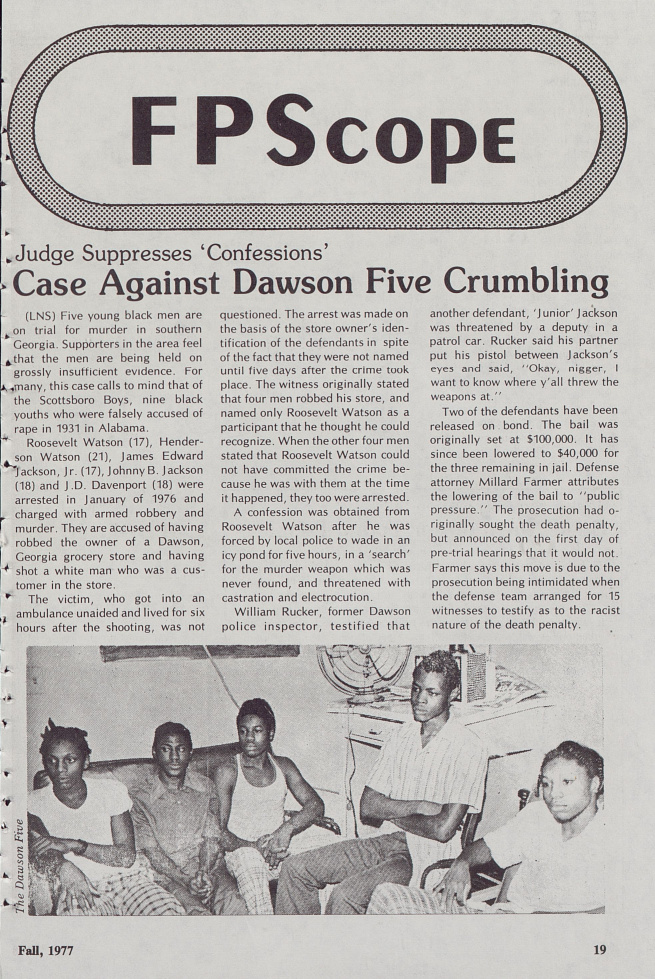 FPScope
Judge Suppresses ‘Confessions’
Case Against Dawson Five Crumbling
(LNS) Five young black men are
on trial for murder in southern
Georgia. Supporters in the area feel
that the men are being held on
grossly insufficient evidence. For
many, this case calls to mind that of
the Scottsboro Boys, nine black
youths who were falsely accused of
rape in 1931 in Alabama.
Roosevelt Watson (17), Hender-
son Watson (21), James Edward
Jackson, Jr. (17), Johnny B. Jackson
(18) and J.D. Davenport (18) were
arrested in January of 1976 and
charged with armed robbery and
murder. They are accused of having
robbed the owner of a Dawson,
Georgia grocery store and having
shot a white man who was a cus-
tomer in the store.
The victim, who got into an
ambulance unaided and lived for six
hours after the shooting, was not
questioned. The arrest was made on
the basis of the store owner’s iden-
tification of the defendants in spite
of the fact that they were not named
until five days after the crime took
place. The witness originally stated
that four men robbed his store, and
named only Roosevelt Watson as a
participant that he thought he could
recognize. When the other four men
stated that Roosevelt Watson could
not have committed the crime be-
cause he was with them at the time
it happened, they too were arrested.
A confession was obtained from
Roosevelt Watson after he was
forced by local police to wade in an
icy pond for five hours, in a ‘search’
for the murder weapon which was
never found, and threatened with
castration and electrocution.
William Rucker, former Dawson
police inspector, testified that
another defendant, ‘Junior’ Jackson
was threatened by a deputy in a
patrol car. Rucker said his partner
put his pistol between Jackson’s
eyes and said, “Okay, nigger, I
want to know where y’all threw the
weapons at.”
Two of the defendants have been
released on bond. The bail was
originally set at $100,000. It has
since been lowered to $40,000 for
the three remaining in jail. Defense
attorney Millard Farmer attributes
the lowering of the bail to “public
pressure.” The prosecution had o-
riginally sought the death penalty,
but announced on the first day of
pre-trial hearings that it would not.
Farmer says this move is due to the
prosecution being intimidated when
the defense team arranged for 15
witnesses to testify as to the racist
nature of the death penalty.
The Dawson Five
Fall, 1977
19